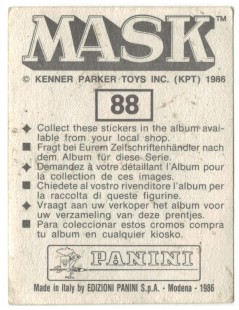 MASK™
© KENNER PARKER TOYS INC. (KPT) 1986
88
◆ Collect these stickers in the album avai-
lable from your local shop.
■ Fragt bei Eurem Zeitschriftenhändler nach
dem Album für diese Serie.
◆ Demandez à votre détaillant l'Album pour
la collection de ces images.
■ Chiedete al vostro rivenditore l'album per
la raccolta di queste figurine.
◆ Vraagt aan uw verkoper het album voor
uw verzameling van deze prentjes.
■ Para coleccionar estos cromos compra
tu album en cualquier kiosko.
PANINI
Made in Italy by EDIZIONI PANINI S.p.A. - Modena - 1986